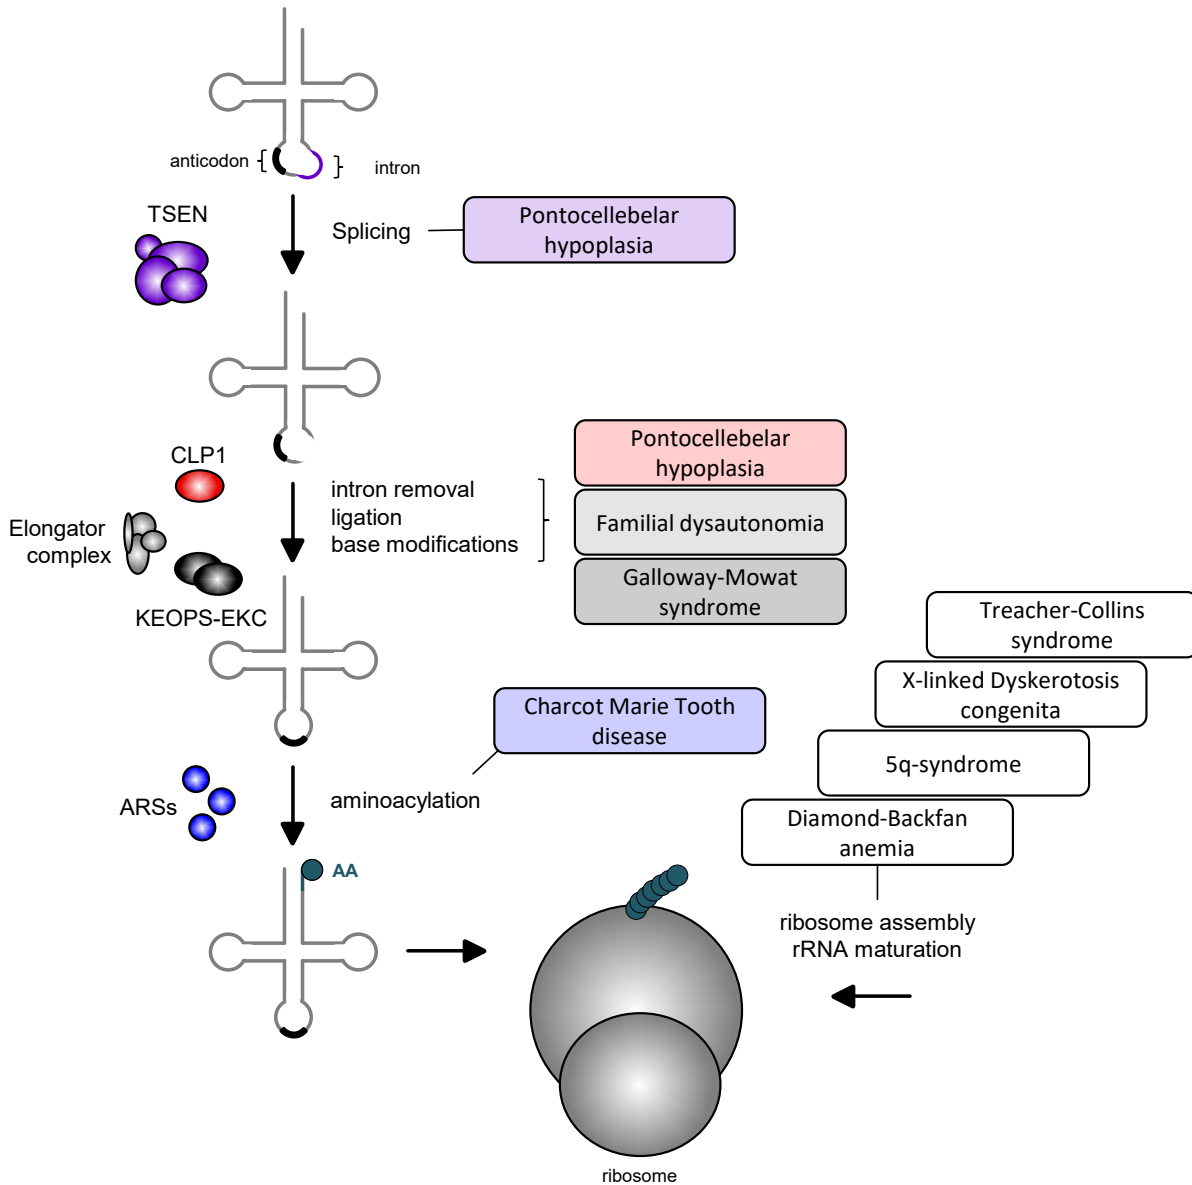 anticodon
intron
TSEN
Splicing
Pontocellebelar
hypoplasia
CLP1
Elongator
complex
KEOPS-EKC
intron removal
ligation
base modifications
Pontocellebelar
hypoplasia
Familial dysautonomia
Galloway-Mowat
syndrome
Treacher-Collins
syndrome
X-linked Dyskerotosis
congenita
5q-syndrome
Diamond-Backfan
anemia
Charcot Marie Tooth
disease
ARSs
aminoacylation
AA
ribosome assembly
rRNA maturation
ribosome